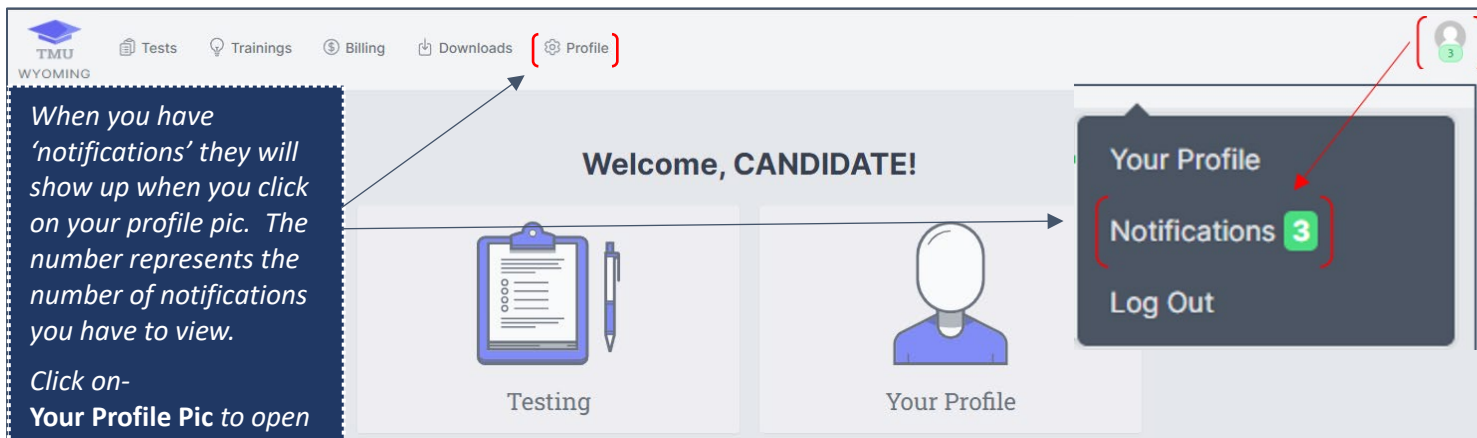 TMU
WYOMING
Tests
Trainings
Billing
Downloads
Profile
3
When you have
‘notifications’ they will
show up when you click
on your profile pic. The
number represents the
number of notifications
you have to view.
Click on-
Your Profile Pic to open
Welcome, CANDIDATE!
Testing
Your Profile
Your Profile
Notifications 3
Log Out